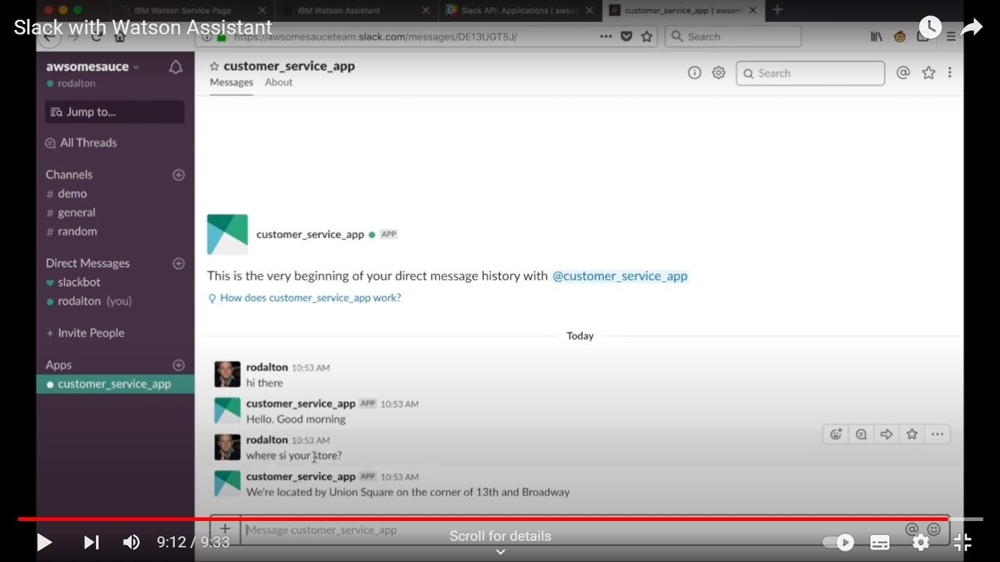 IBM Watson Service Page
IBM Watson Assistant
Slack API: Applications | awso
customer_service_app | awsom
Slack with Watson Assistant
https://awsomesauceteam.slack.com/messages/DE13UGT5J/
Search
awsomesauce
rodalton
customer_service_app
Messages About
Search
Jump to...
All Threads
Channels
# demo
# general
# random
Direct Messages
slackbot
rodalton (you)
+ Invite People
Apps
customer_service_app
customer_service_app APP
This is the very beginning of your direct message history with @customer_service_app
How does customer_service_app work?
Today
rodalton 10:53 AM
hi there
customer_service_app APP 10:53 AM
Hello. Good morning
rodalton 10:53 AM
where si your store?
customer_service_app APP 10:53 AM
We're located by Union Square on the corner of 13th and Broadway
Message customer_service_app
9:12 / 9:33
Scroll for details